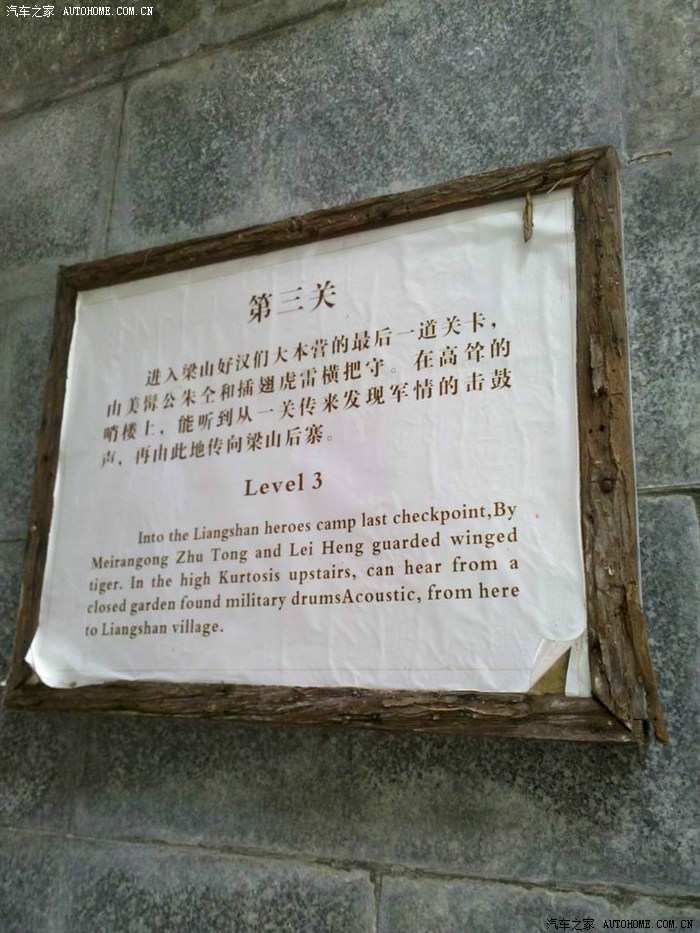 汽车之家 AUTOHOME.COM.CN
第三关
进入梁山好汉们大本营的最后一道关卡，
由美髯公朱仝和插翅虎雷横把守。在高耸的
哨楼上，能听到从一关传来发现军情的击鼓
声，再由此地传向梁山后寨。
Level 3
Into the Liangshan heroes camp last checkpoint,By
Meirangong Zhu Tong and Lei Heng guarded winged
tiger. In the high Kurtosis upstairs, can hear from a
closed garden found military drumsAcoustic, from here
to Liangshan village.
汽车之家 AUTOHOME.COM.CN